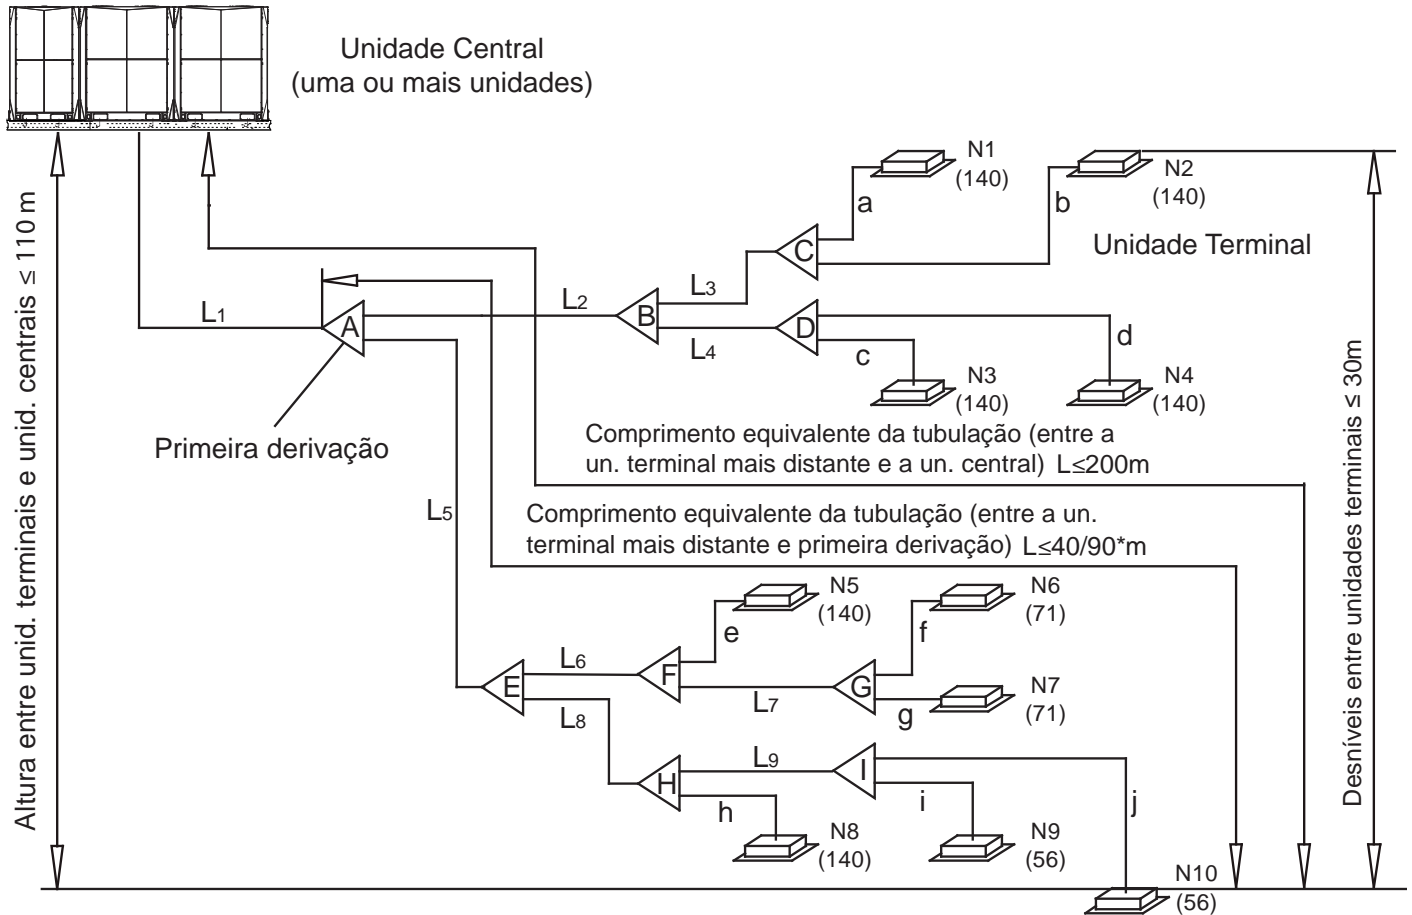 Unidade Central
(uma ou mais unidades)
Altura entre unid. terminais e unid. centrais ≤ 110 m
N1
(140)
N2
(140)
a
b
C
Unidade Terminal
L1
A
L2
B
L3
L4
D
c
d
N3
(140)
N4
(140)
Primeira derivação
Comprimento equivalente da tubulação (entre a
un. terminal mais distante e a un. central) L≤200m
Comprimento equivalente da tubulação (entre a un.
terminal mais distante e primeira derivação) L≤40/90*m
Desníveis entre unidades terminais ≤ 30m
L5
N5
(140)
N6
(71)
e
f
E
L6
F
L7
G
g
N7
(71)
L8
H
L9
I
h
i
j
N8
(140)
N9
(56)
N10
(56)